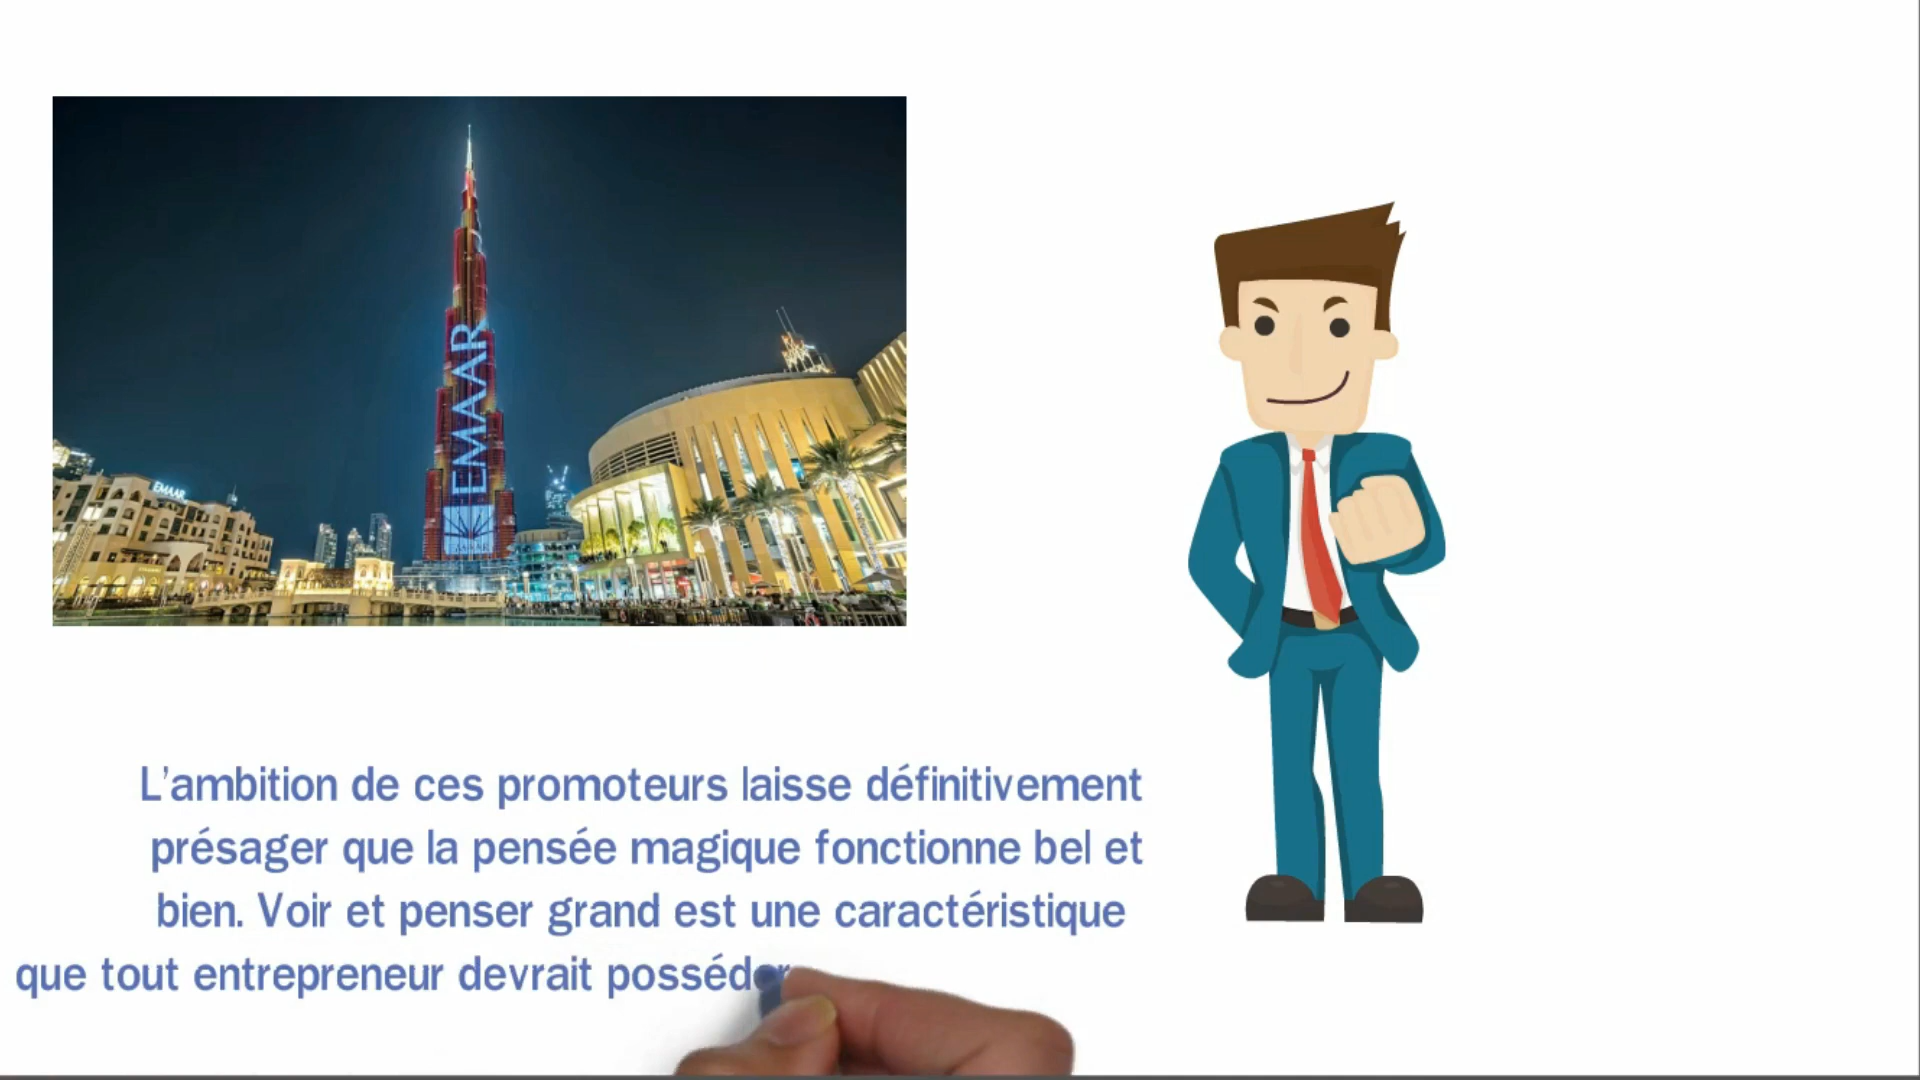 EMAAR
EMAAR
L'ambition de ces promoteurs laisse définitivement
présager que la pensée magique fonctionne bel et
bien. Voir et penser grand est une caractéristique
que tout entrepreneur devrait posséder